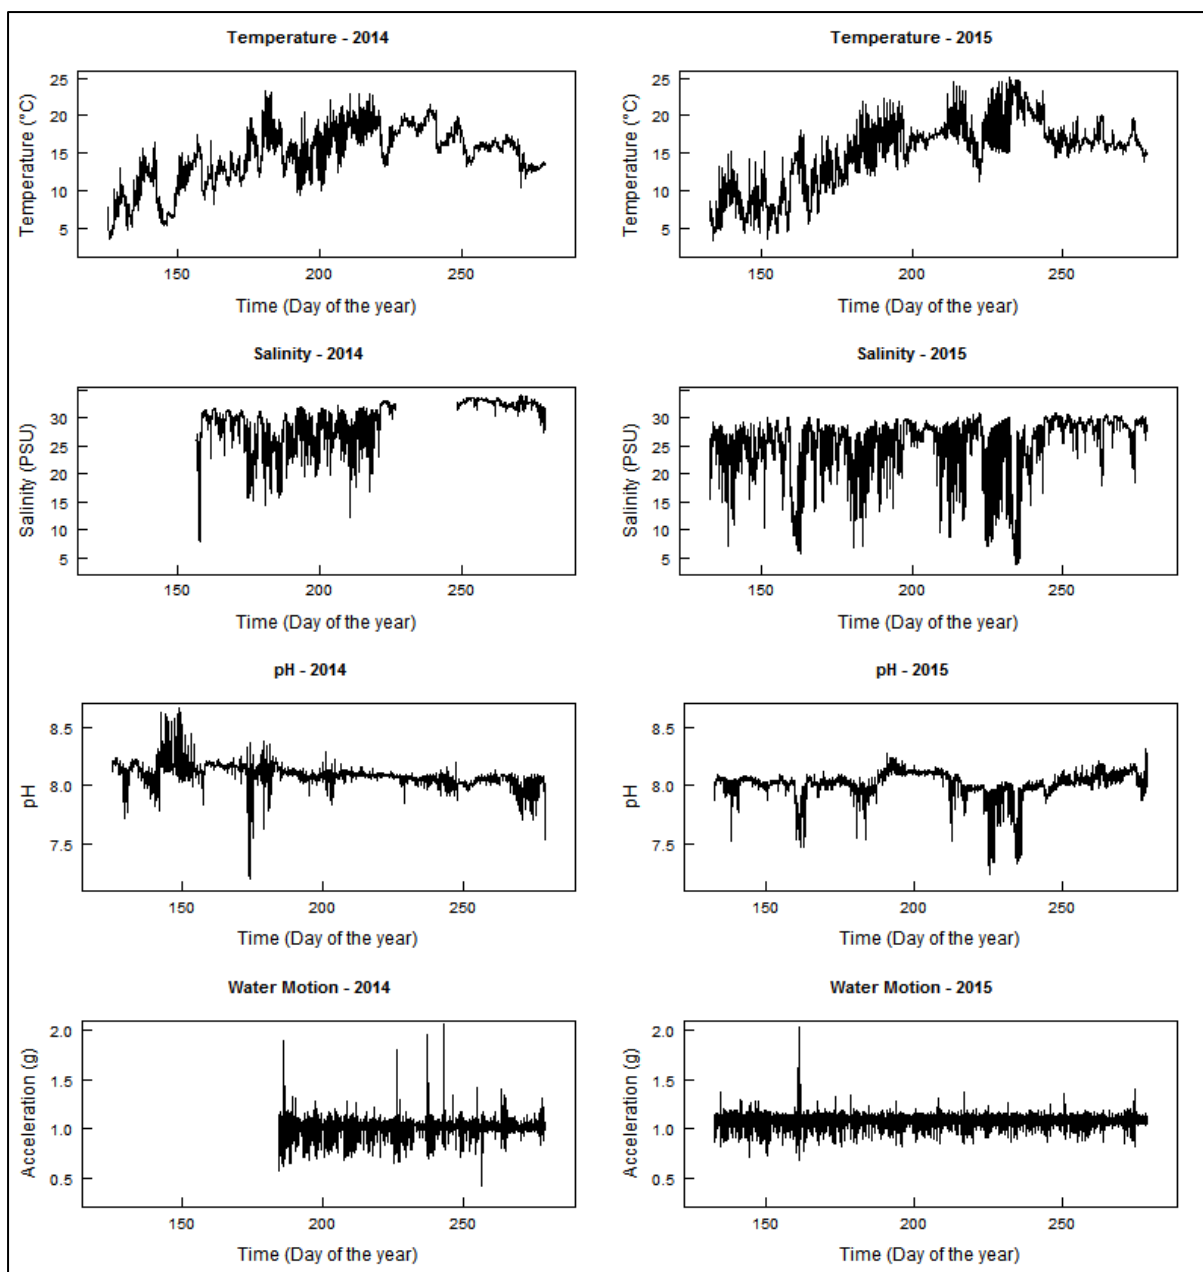 Temperature - 2014
Temperature (°C)
25
20
15
10
5
150 200 250
Time (Day of the year)
Temperature - 2015
Temperature (°C)
25
20
15
10
5
150 200 250
Time (Day of the year)
Salinity - 2014
Salinity (PSU)
30
25
20
15
10
5
150 200 250
Time (Day of the year)
Salinity - 2015
Salinity (PSU)
30
25
20
15
10
5
150 200 250
Time (Day of the year)
pH - 2014
pH
8.5
8.0
7.5
150 200 250
Time (Day of the year)
pH - 2015
pH
8.5
8.0
7.5
150 200 250
Time (Day of the year)
Water Motion - 2014
Acceleration (g)
2.0
1.5
1.0
0.5
150 200 250
Time (Day of the year)
Water Motion - 2015
Acceleration (g)
2.0
1.5
1.0
0.5
150 200 250
Time (Day of the year)